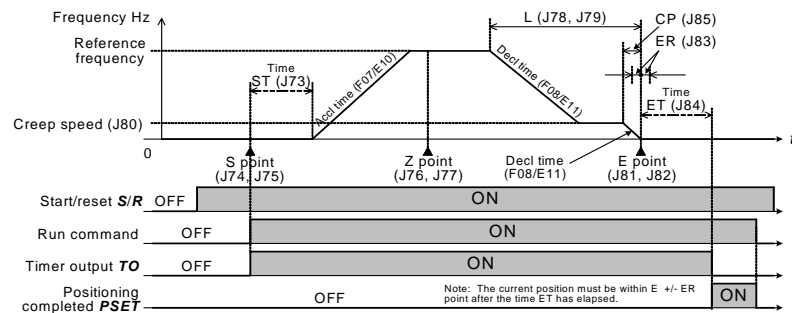 Frequency Hz
L (J78, J79)
CP (J85)
ER (J83)
Reference
frequency
Time
ST (J73)
Accl time (F07/E10)
Decl time (F08/E11)
Time
ET (J84)
Creep speed (J80)
0
t
S point
(J74, J75)
Z point
(J76, J77)
Decl time
(F08/E11)
E point
(J81, J82)
Start/reset S/R
OFF
ON
Run command
OFF
ON
Timer output TO
OFF
ON
Positioning
completed PSET
OFF
Note: The current position must be within E +/- ER
point after the time ET has elapsed.
ON